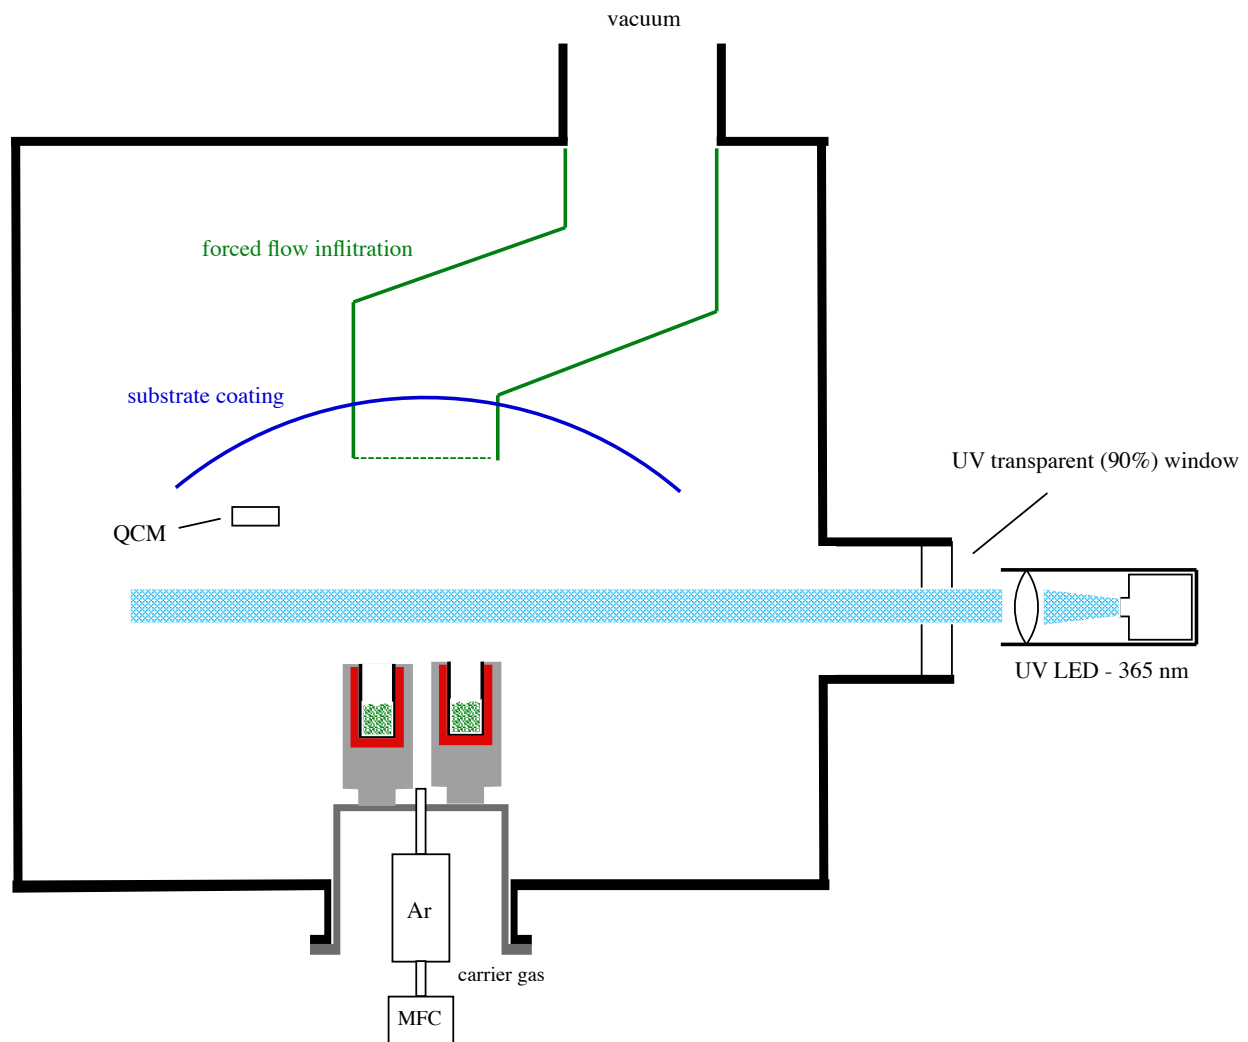 vacuum
forced flow inflitration
substrate coating
UV transparent (90%) window
QCM
UV LED - 365 nm
Ar
carrier gas
MFC